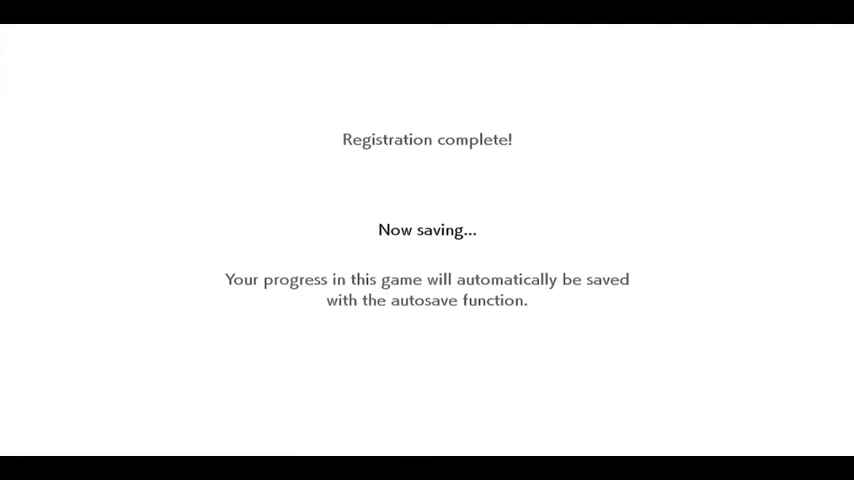 Registration complete!
Now saving...
Your progress in this game will automatically be saved
with the autosave function.